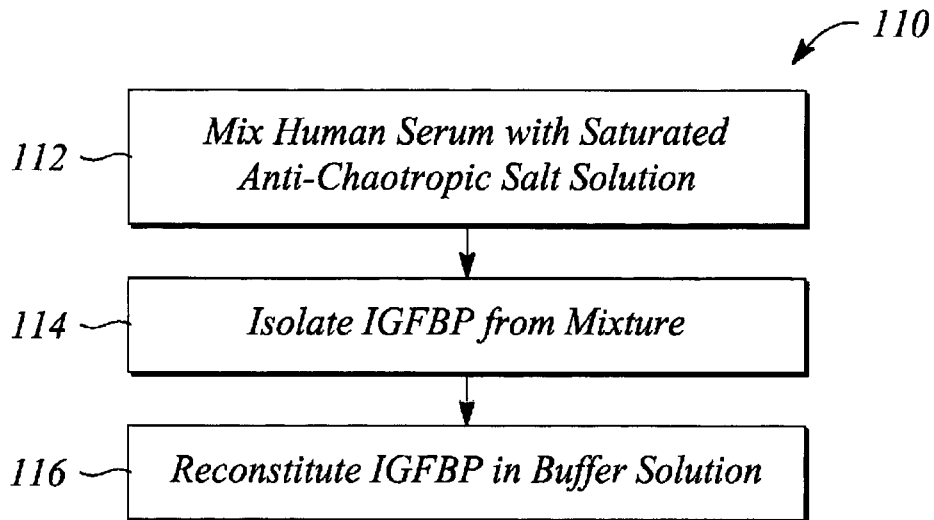 110
112
Mix Human Serum with Saturated
Anti-Chaotropic Salt Solution
114
Isolate IGFBP from Mixture
116
Reconstitute IGFBP in Buffer Solution